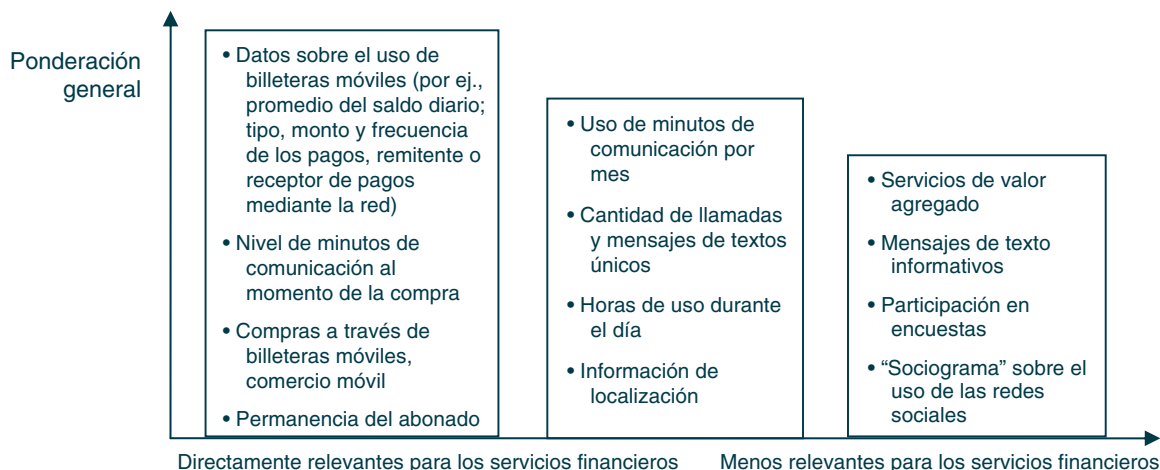 Ponderación
general
• Datos sobre el uso de
billeteras móviles (por ej.,
promedio del saldo diario;
tipo, monto y frecuencia
de los pagos, remitente o
receptor de pagos
mediante la red)
• Nivel de minutos de
comunicación al
momento de la compra
• Compras a través de
billeteras móviles,
comercio móvil
• Permanencia del abonado
• Uso de minutos de
comunicación por
mes
• Cantidad de llamadas
y mensajes de textos
únicos
• Horas de uso durante
el día
• Información de
localización
• Servicios de valor
agregado
• Mensajes de texto
informativos
• Participación en
encuestas
• “Sociograma” sobre el
uso de las redes
sociales
Directamente relevantes para los servicios financieros
Menos relevantes para los servicios financieros